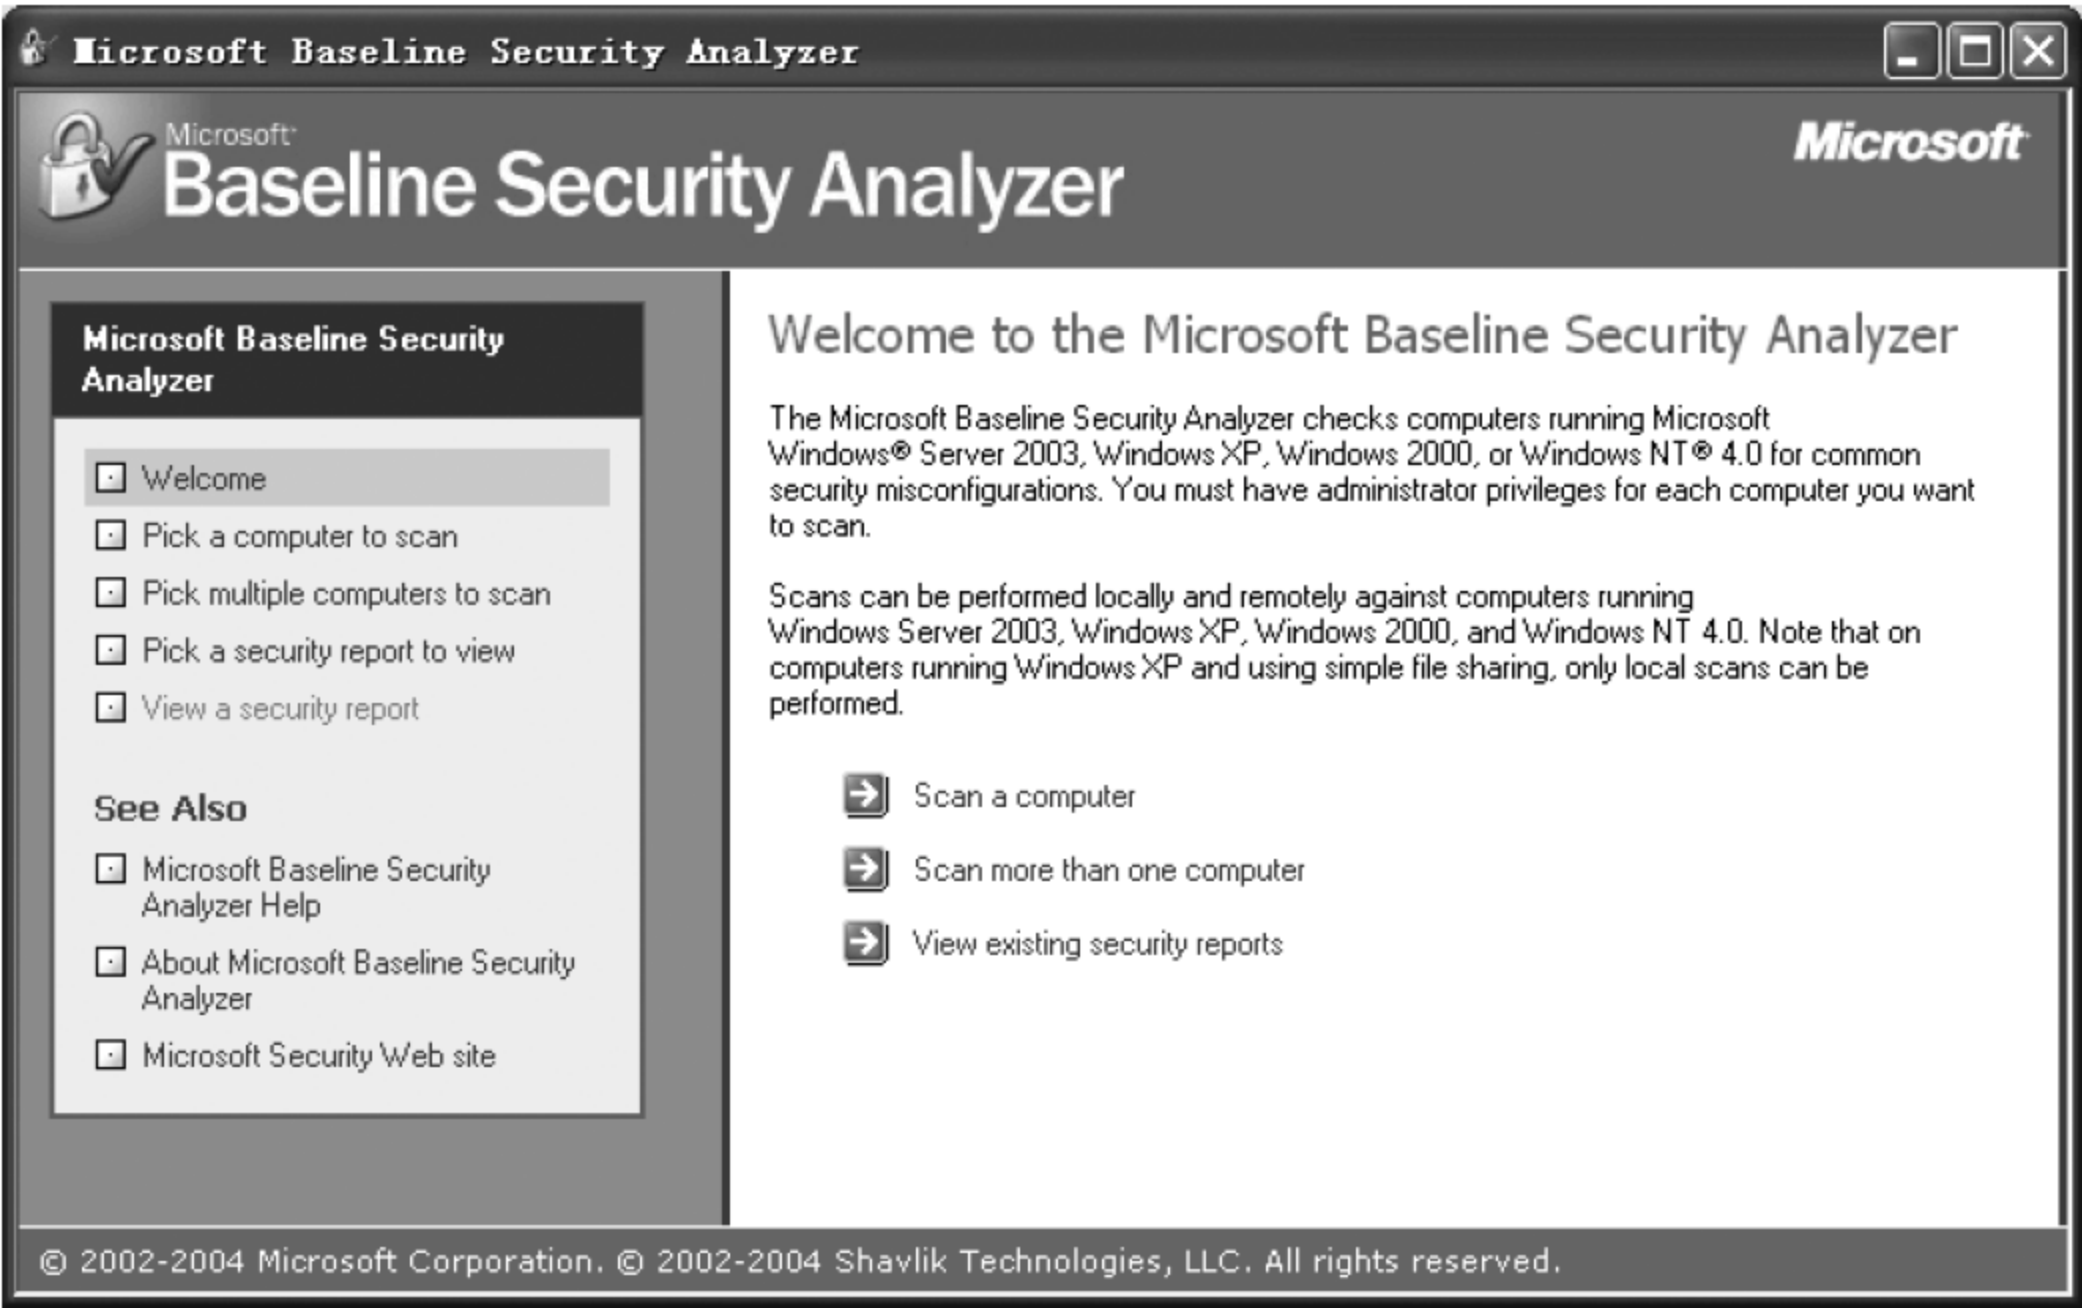 Microsoft Baseline Security Analyzer
Microsoft
Baseline Security Analyzer
Microsoft
Microsoft Baseline Security
Analyzer
Welcome
Pick a computer to scan
Pick multiple computers to scan
Pick a security report to view
View a security report
See Also
Microsoft Baseline Security
Analyzer Help
About Microsoft Baseline Security
Analyzer
Microsoft Security Web site
Welcome to the Microsoft Baseline Security Analyzer
The Microsoft Baseline Security Analyzer checks computers running Microsoft
Windows® Server 2003, Windows XP, Windows 2000, or Windows NT® 4.0 for common
security misconfigurations. You must have administrator privileges for each computer you want
to scan.
Scans can be performed locally and remotely against computers running
Windows Server 2003, Windows XP, Windows 2000, and Windows NT 4.0. Note that on
computers running Windows XP and using simple file sharing, only local scans can be
performed.
Scan a computer
Scan more than one computer
View existing security reports
© 2002-2004 Microsoft Corporation. © 2002-2004 Shavlik Technologies, LLC. All rights reserved.